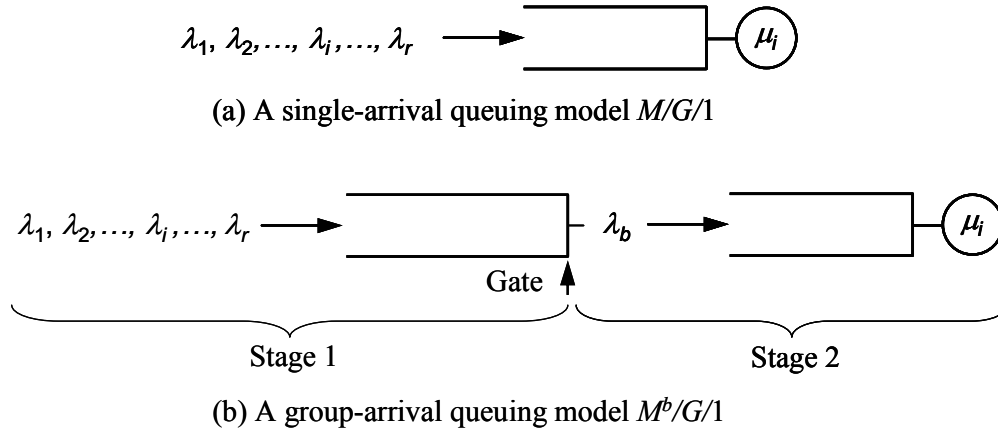 λ1, λ2,…, λi,…, λr
μi
(a) A single-arrival queuing model M/G/1
λ1, λ2,…, λi,…, λr
λb
μi
Gate
Stage 1
Stage 2
(b) A group-arrival queuing model M^b/G/1